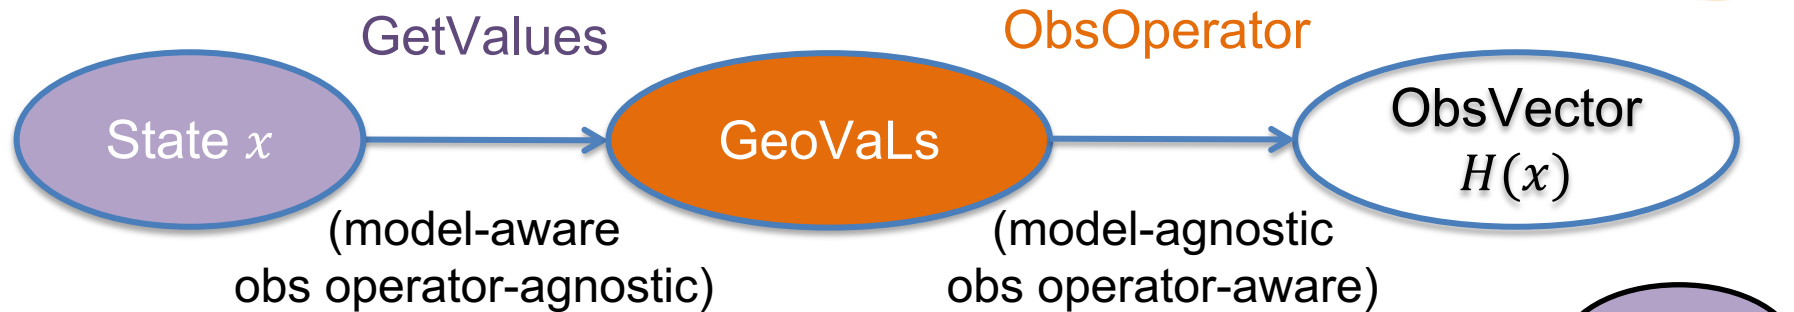 GetValues
ObsOperator
State x
GeoVaLs
ObsVector
H(x)
(model-aware
obs operator-agnostic)
(model-agnostic
obs operator-aware)